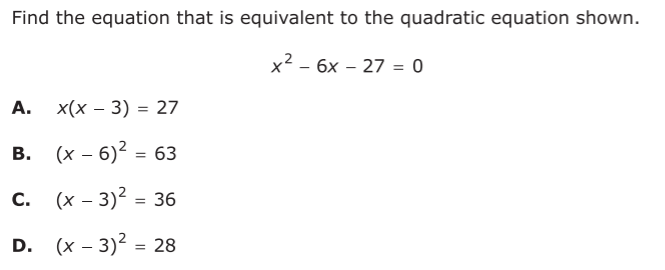 Find the equation that is equivalent to the quadratic equation shown.
x² – 6x – 27 = 0
A. x(x – 3) = 27
B. (x – 6)² = 63
C. (x – 3)² = 36
D. (x – 3)² = 28